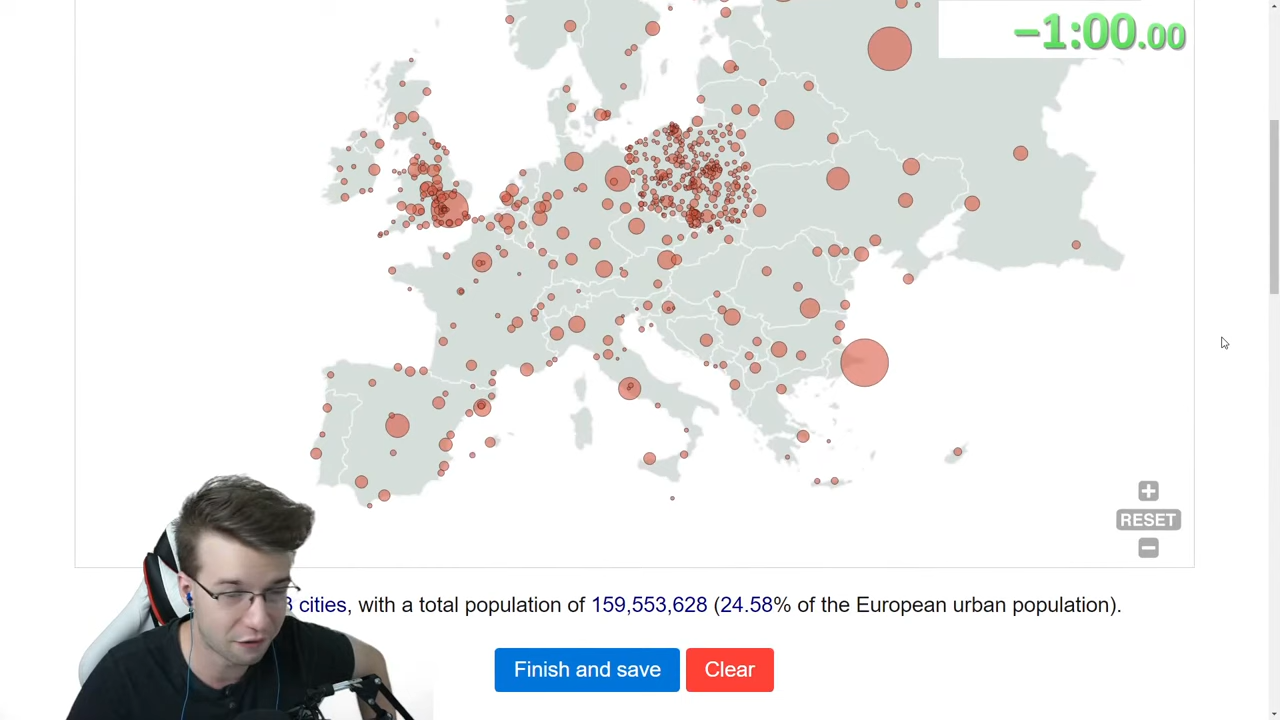 −1:00.00
RESET
3 cities, with a total population of 159,553,628 (24.58% of the European urban population).
Finish and save
Clear